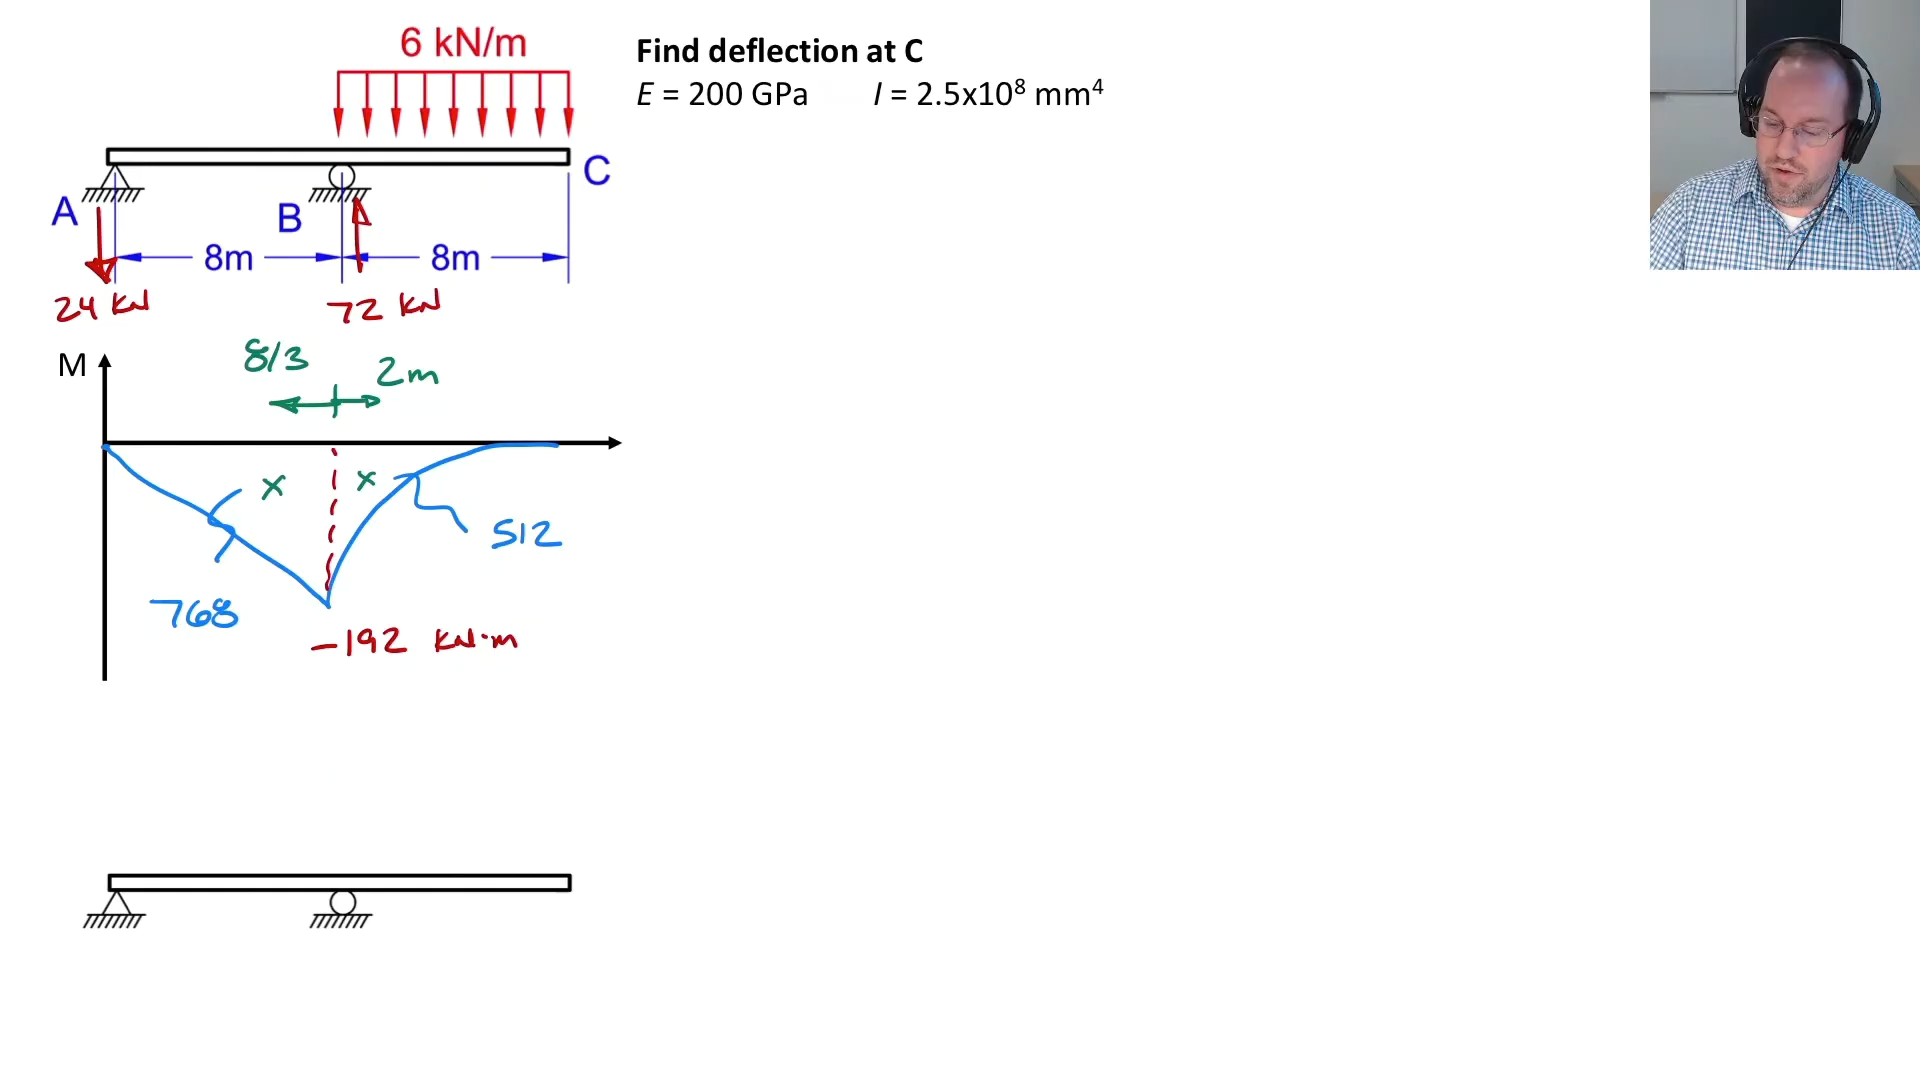 6 kN/m
Find deflection at C
E = 200 GPa I = 2.5x10⁸ mm⁴
C
A
B
8m 8m
24 kN 72 kN
8/3 2m
M
x x
512
768
-192 kN·m